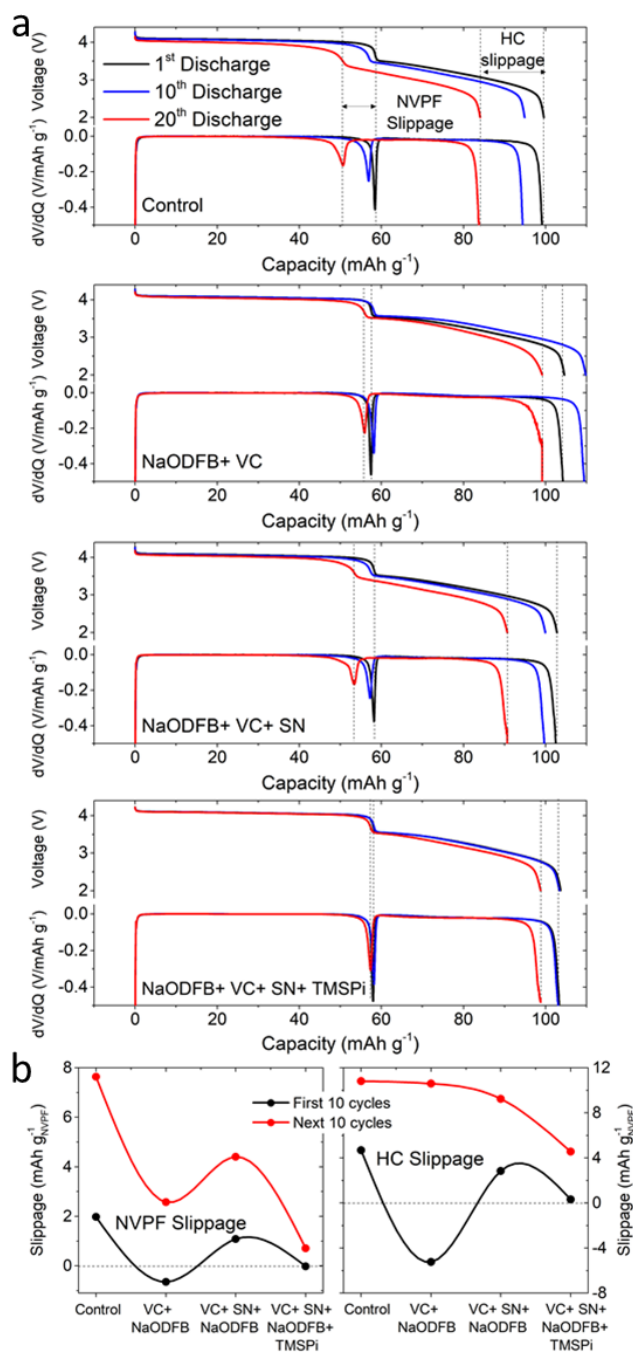 a
HC
slippage
1st Discharge
10th Discharge
20th Discharge
NVPF
Slippage
Voltage (V)
4
3
2
dV/dQ (V/mAh g-1)
0.0
-0.2
-0.4
Control
0 20 40 60 80 100
Capacity (mAh g-1)
Voltage (V)
4
3
2
dV/dQ (V/mAh g-1)
0.0
-0.2
-0.4
NaODFB+ VC
0 20 40 60 80 100
Capacity (mAh g-1)
Voltage (V)
4
3
2
dV/dQ (V/mAh g-1)
0.0
-0.2
-0.4
NaODFB+ VC+ SN
0 20 40 60 80 100
Capacity (mAh g-1)
Voltage (V)
4
3
2
dV/dQ (V/mAh g-1)
0.0
-0.2
-0.4
NaODFB+ VC+ SN+ TMSPi
0 20 40 60 80 100
Capacity (mAh g-1)
b
Slippage (mAh g-1NVPF)
8
6
4
2
0
First 10 cycles
Next 10 cycles
NVPF Slippage
HC Slippage
12
8
4
0
-4
-8
Slippage (mAh g-1NVPF)
Control
VC+
NaODFB
VC+ SN+
NaODFB
VC+ SN+
NaODFB+
TMSPi
Control
VC+
NaODFB
VC+ SN+
NaODFB
VC+ SN+
NaODFB+
TMSPi